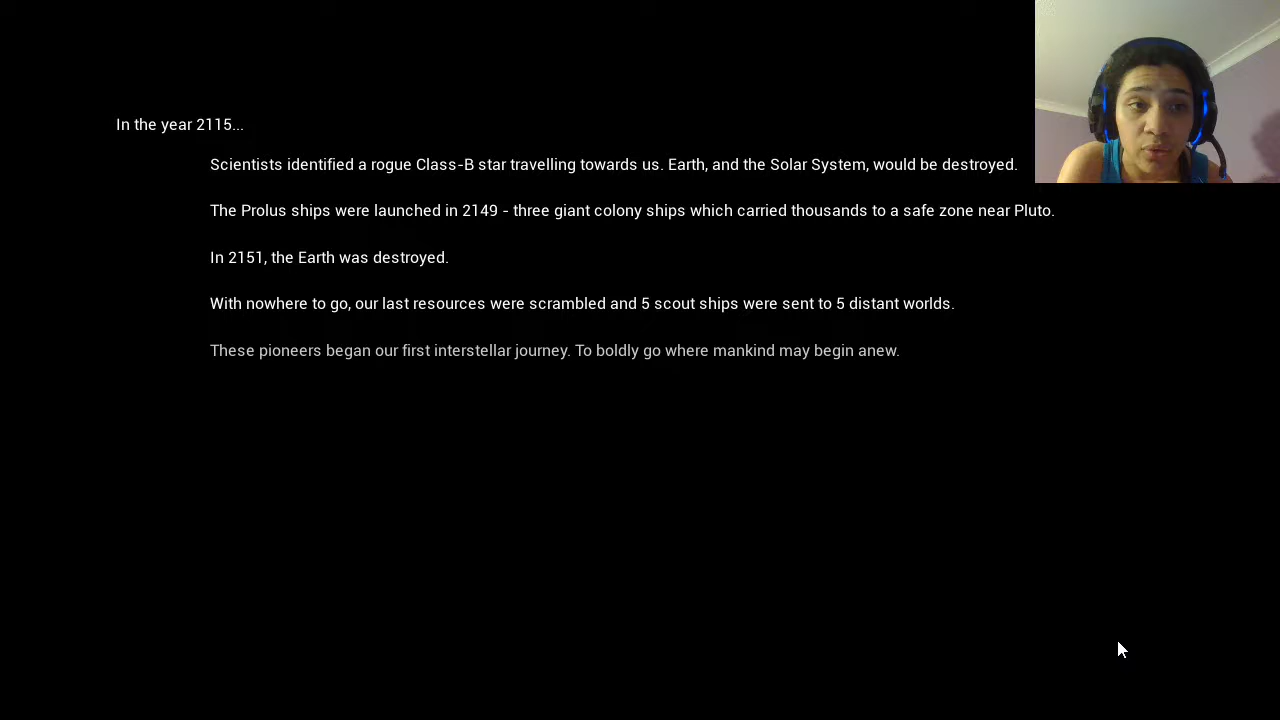 In the year 2115...
Scientists identified a rogue Class-B star travelling towards us. Earth, and the Solar System, would be destroyed.
The Prolus ships were launched in 2149 - three giant colony ships which carried thousands to a safe zone near Pluto.
In 2151, the Earth was destroyed.
With nowhere to go, our last resources were scrambled and 5 scout ships were sent to 5 distant worlds.
These pioneers began our first interstellar journey. To boldly go where mankind may begin anew.